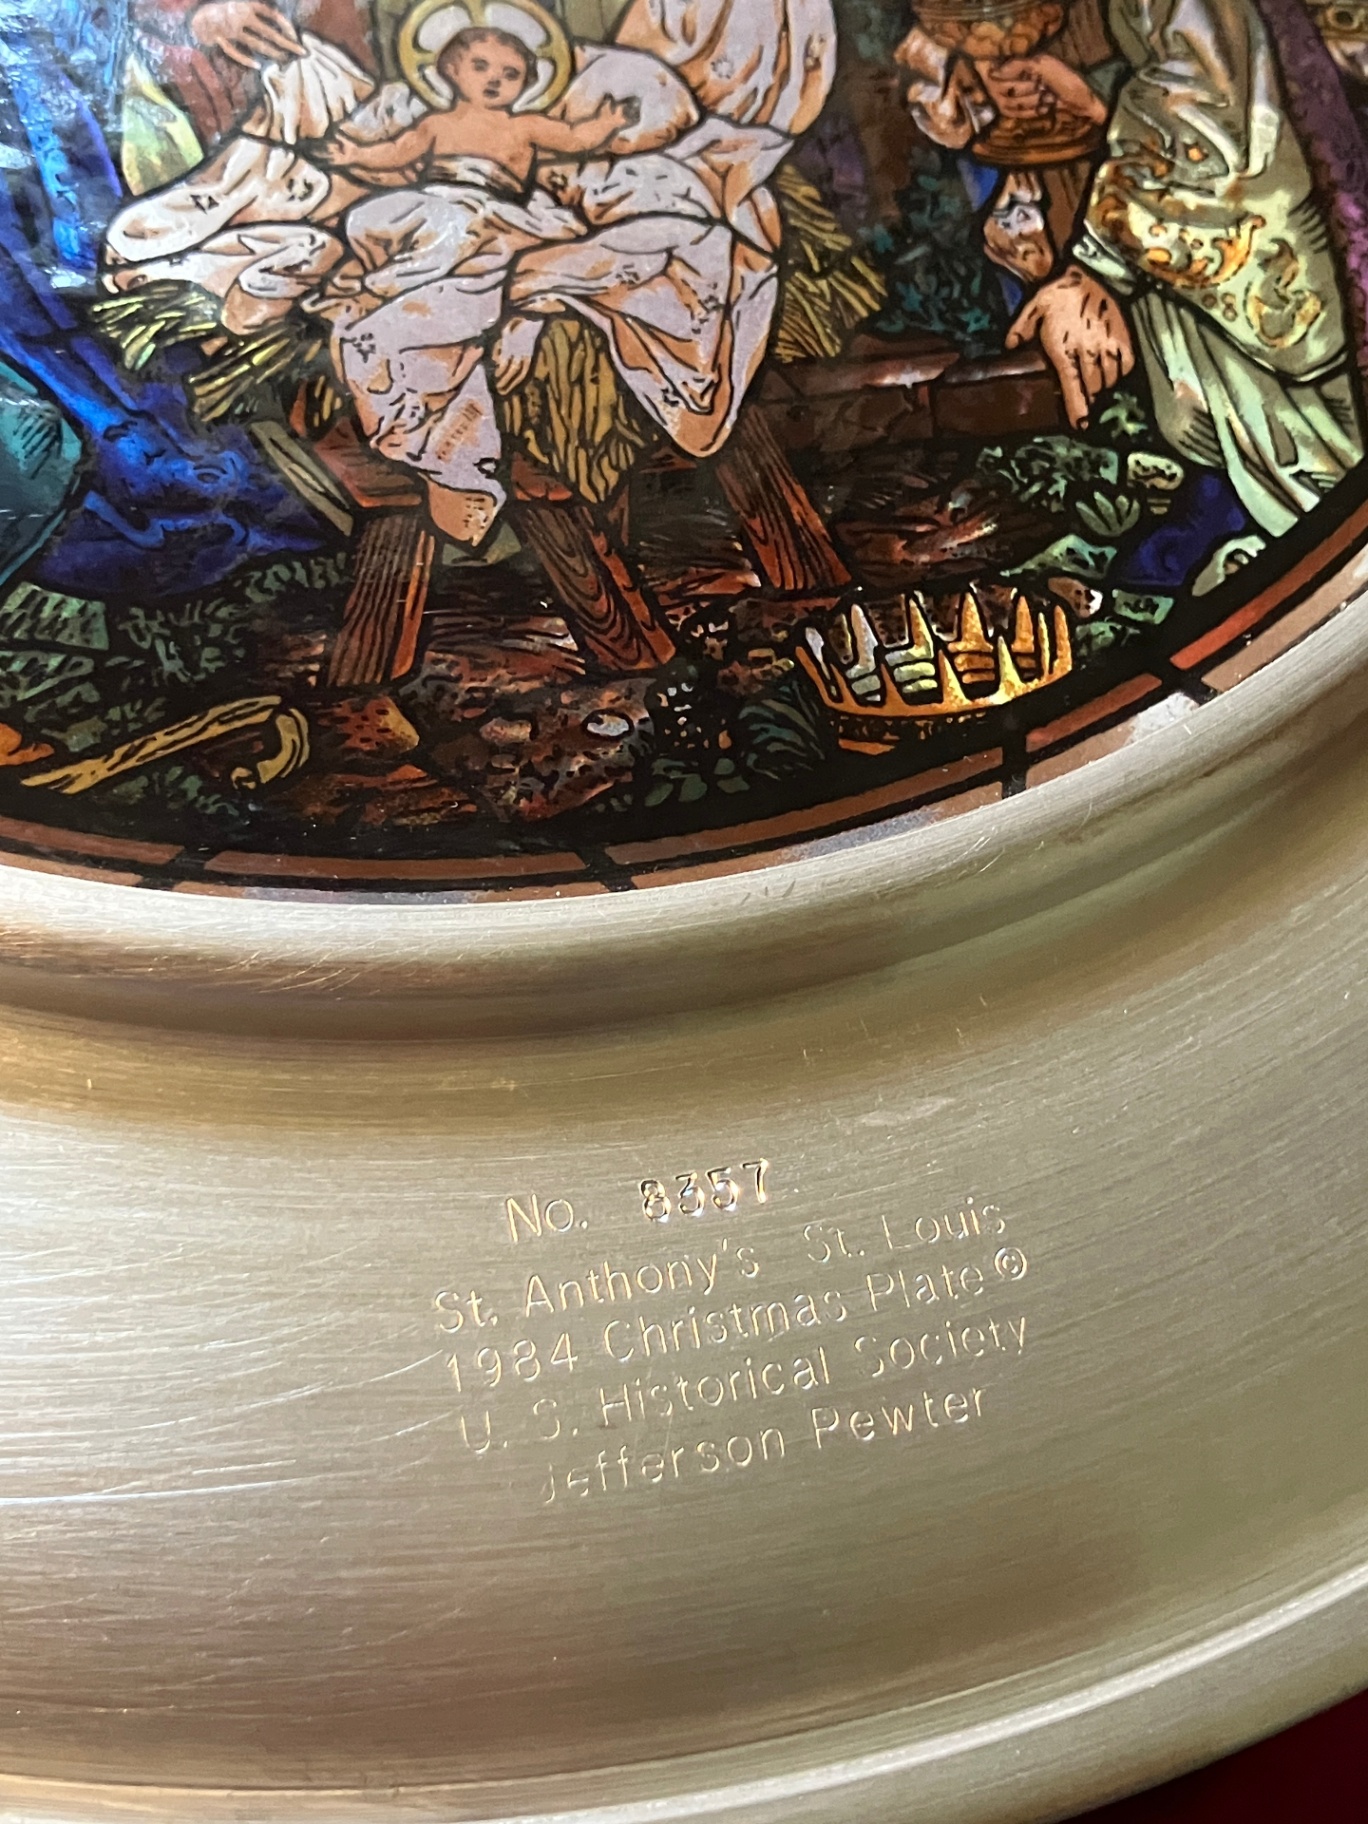 No. 8357
St. Anthony's St. Louis
1984 Christmas Plate ©
U. S. Historical Society
Jefferson Pewter